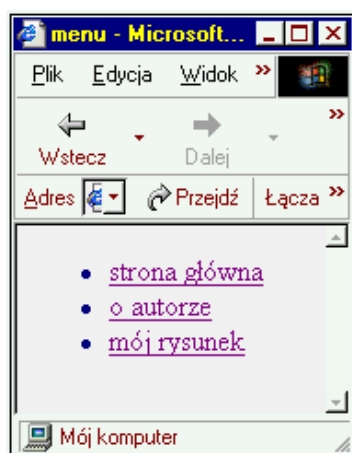 menu - Microsoft...
Plik Edycja Widok »
»
Wstecz Dalej
Adres Przejdź Łącza »
• strona główna
• o autorze
• mój rysunek
Mój komputer